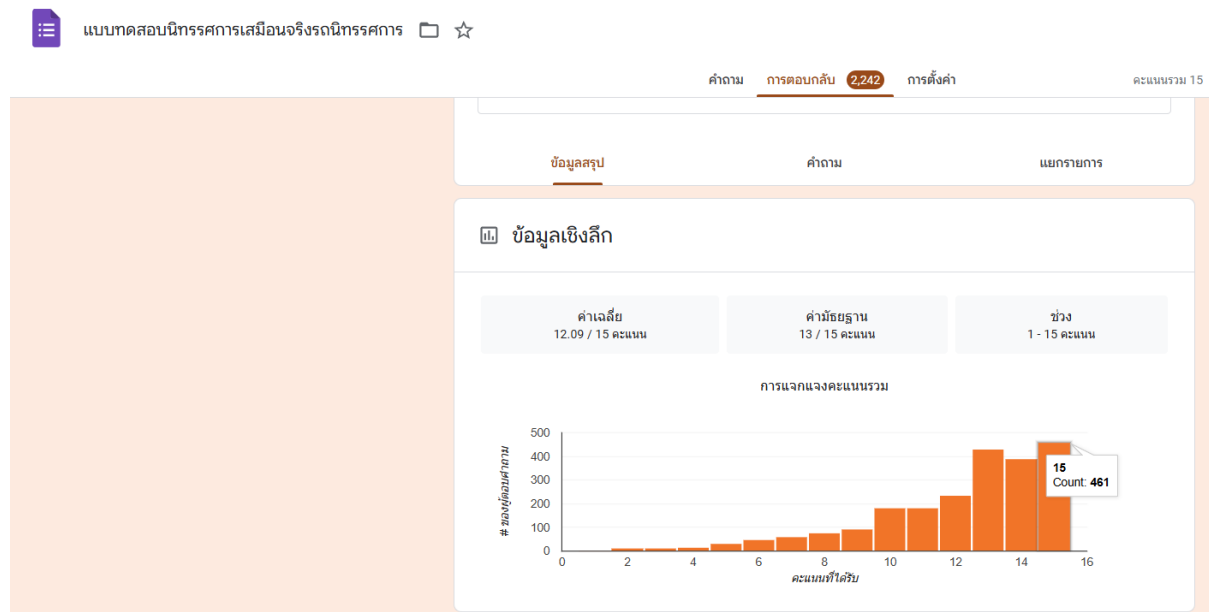 แบบทดสอบนิทรรศการเสมือนจริงรถนิทรรศการ
คำถาม การตอบกลับ 2,242 การตั้งค่า คะแนนรวม 15
ข้อมูลสรุป คำถาม แยกรายการ
ข้อมูลเชิงลึก
ค่าเฉลี่ย ค่ามัธยฐาน ช่วง
12.09 / 15 คะแนน 13 / 15 คะแนน 1 - 15 คะแนน
การแจกแจงคะแนนรวม
# ของผู้ตอบคำถาม
500
400
300
200
100
0
15
Count: 461
0 2 4 6 8 10 12 14 16
คะแนนที่ได้รับ